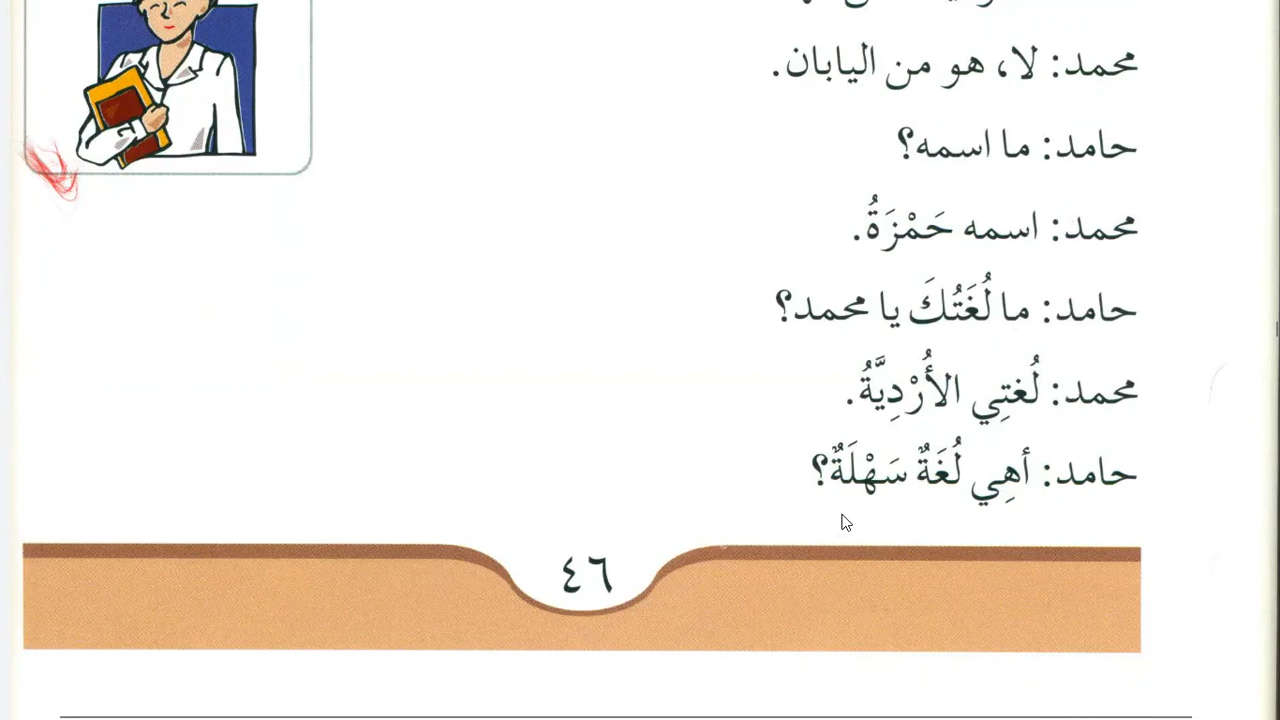 محمد: لا، هو من اليابان.
حامد: ما اسمه؟
محمد: اسمه حَمْزَةُ.
حامد: ما لُغَتُكَ يا محمد؟
محمد: لُغتِي الأُرْدِيَّةُ.
حامد: أهِي لُغَةٌ سَهْلَةٌ؟
٤٦